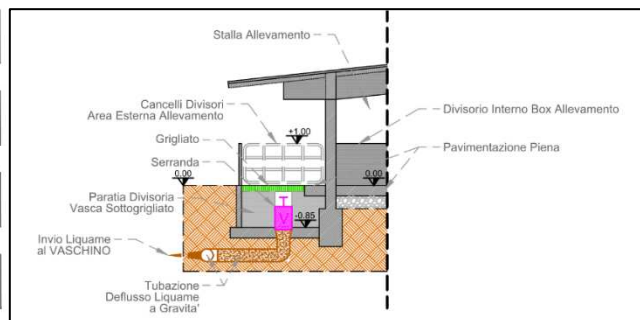 Stalla Allevamento
Cancelli Divisori
Area Esterna Allevamento
+1.00
Divisorio Interno Box Allevamento
Grigliato
Pavimentazione Piena
Serranda
0.00
0.00
Paratia Divisoria
Vasca Sottogrigliato
-0.85
Invio Liquame
al VASCHINO
Tubazione
Deflusso Liquame
a Gravita'